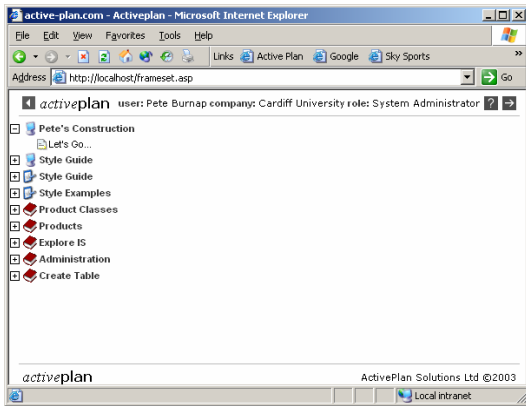 active-plan.com - Activeplan - Microsoft Internet Explorer
File Edit View Favorites Tools Help
Links Active Plan Google Sky Sports »
Address http://localhost/frameset.asp Go
activeplan user: Pete Burnap company: Cardiff University role: System Administrator ?
Pete's Construction
Let's Go...
Style Guide
Style Guide
Style Examples
Product Classes
Products
Explore IS
Administration
Create Table
activeplan ActivePlan Solutions Ltd ©2003
Local intranet